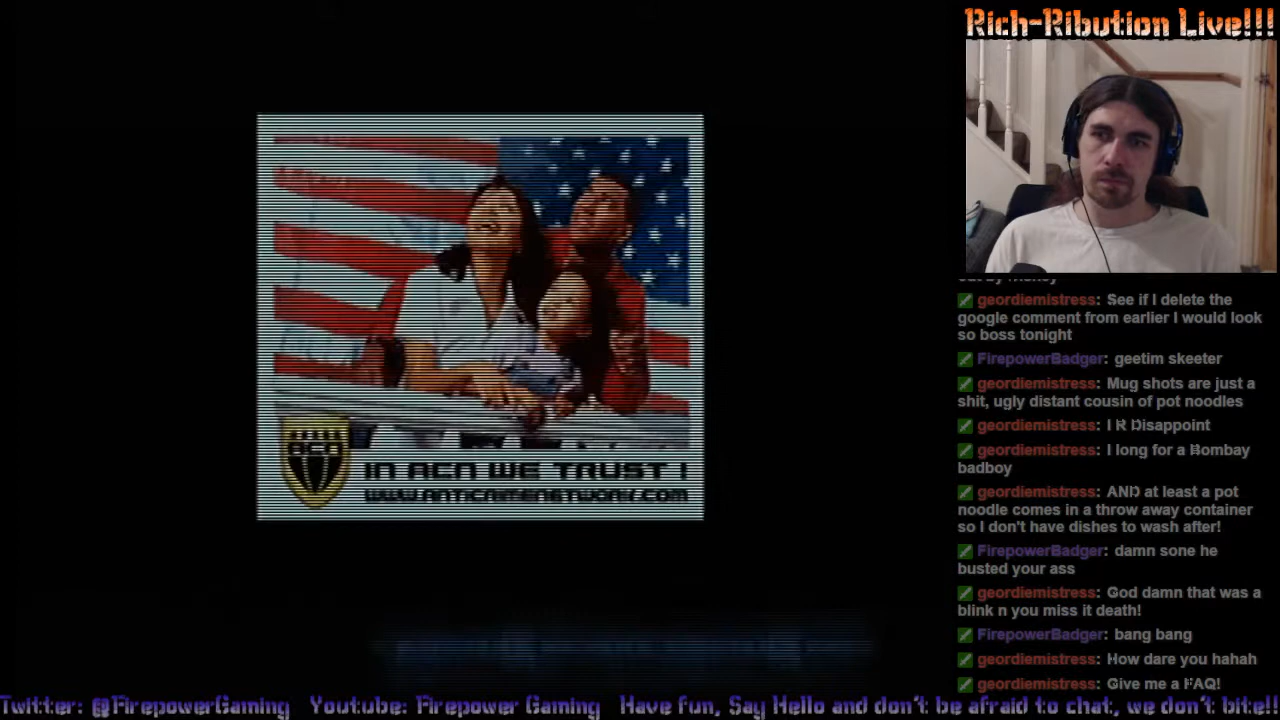 Rich-Ribution Live!!!
ACN
IN ACN WE TRUST !
WWW.ANTICRIMENETWORK.COM
geordiemistress: See if I delete the
google comment from earlier I would look
so boss tonight
FirepowerBadger: geetim skeeter
geordiemistress: Mug shots are just a
shit, ugly distant cousin of pot noodles
geordiemistress: I R Disappoint
geordiemistress: I long for a Bombay
badboy
geordiemistress: AND at least a pot
noodle comes in a throw away container
so I don't have dishes to wash after!
FirepowerBadger: damn sone he
busted your ass
geordiemistress: God damn that was a
blink n you miss it death!
FirepowerBadger: bang bang
geordiemistress: How dare you hahah
geordiemistress: Give me a FAQ!
Twitter: @FirepowerGaming Youtube: Firepower Gaming Have fun, Say Hello and don't be afraid to chat, we don't bite!!